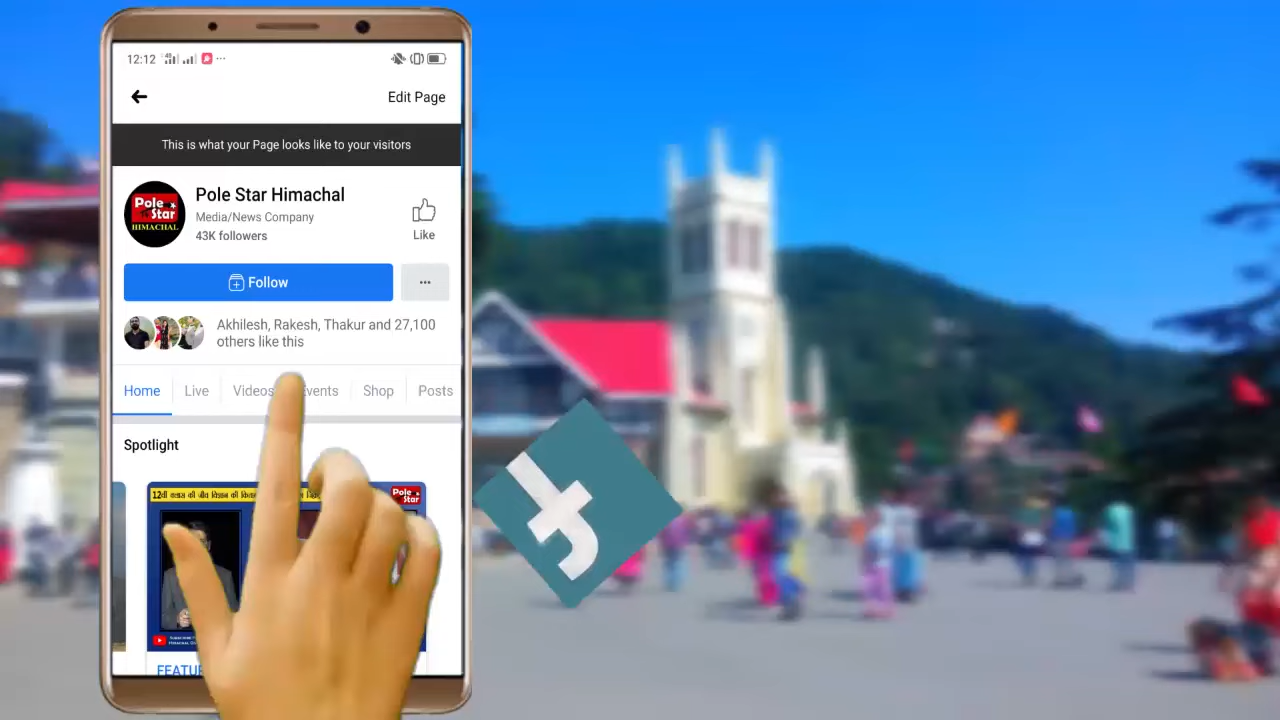 12:12
Edit Page
This is what your Page looks like to your visitors
Pole Star Himachal
Media/News Company
43K followers
Like
Follow
Akhilesh, Rakesh, Thakur and 27,100
others like this
Home Live Videos Events Shop Posts
Spotlight
12वी क्लास की जीव विज्ञान की
Pole
Star
HIMACHAL
Pole
Star